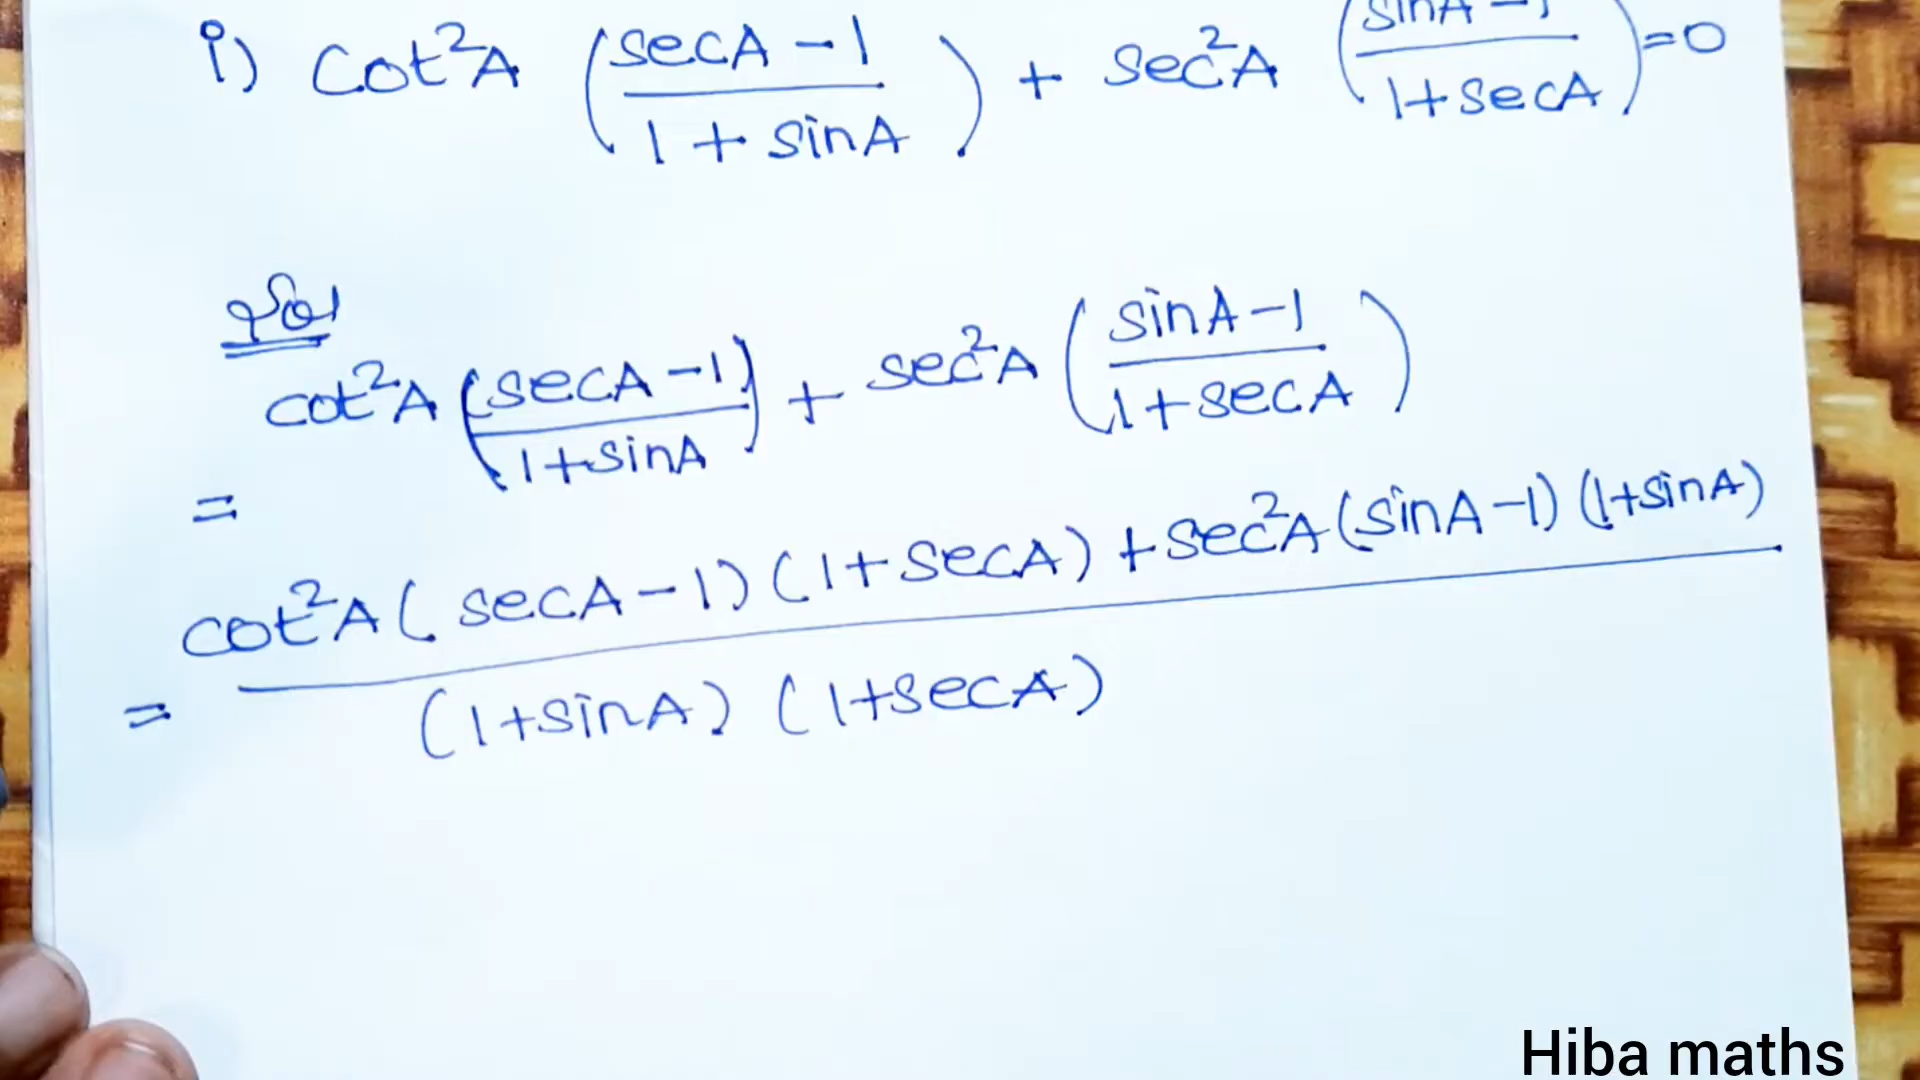 i) cot²A (secA - 1 / 1 + sinA) + sec²A (sinA - 1 / 1 + secA) = 0
Sol
cot²A (secA - 1 / 1 + sinA) + sec²A (sinA - 1 / 1 + secA)
=
= cot²A (secA - 1) (1 + secA) + sec²A (sinA - 1) (1 + sinA) / (1 + sinA) (1 + secA)
Hiba maths